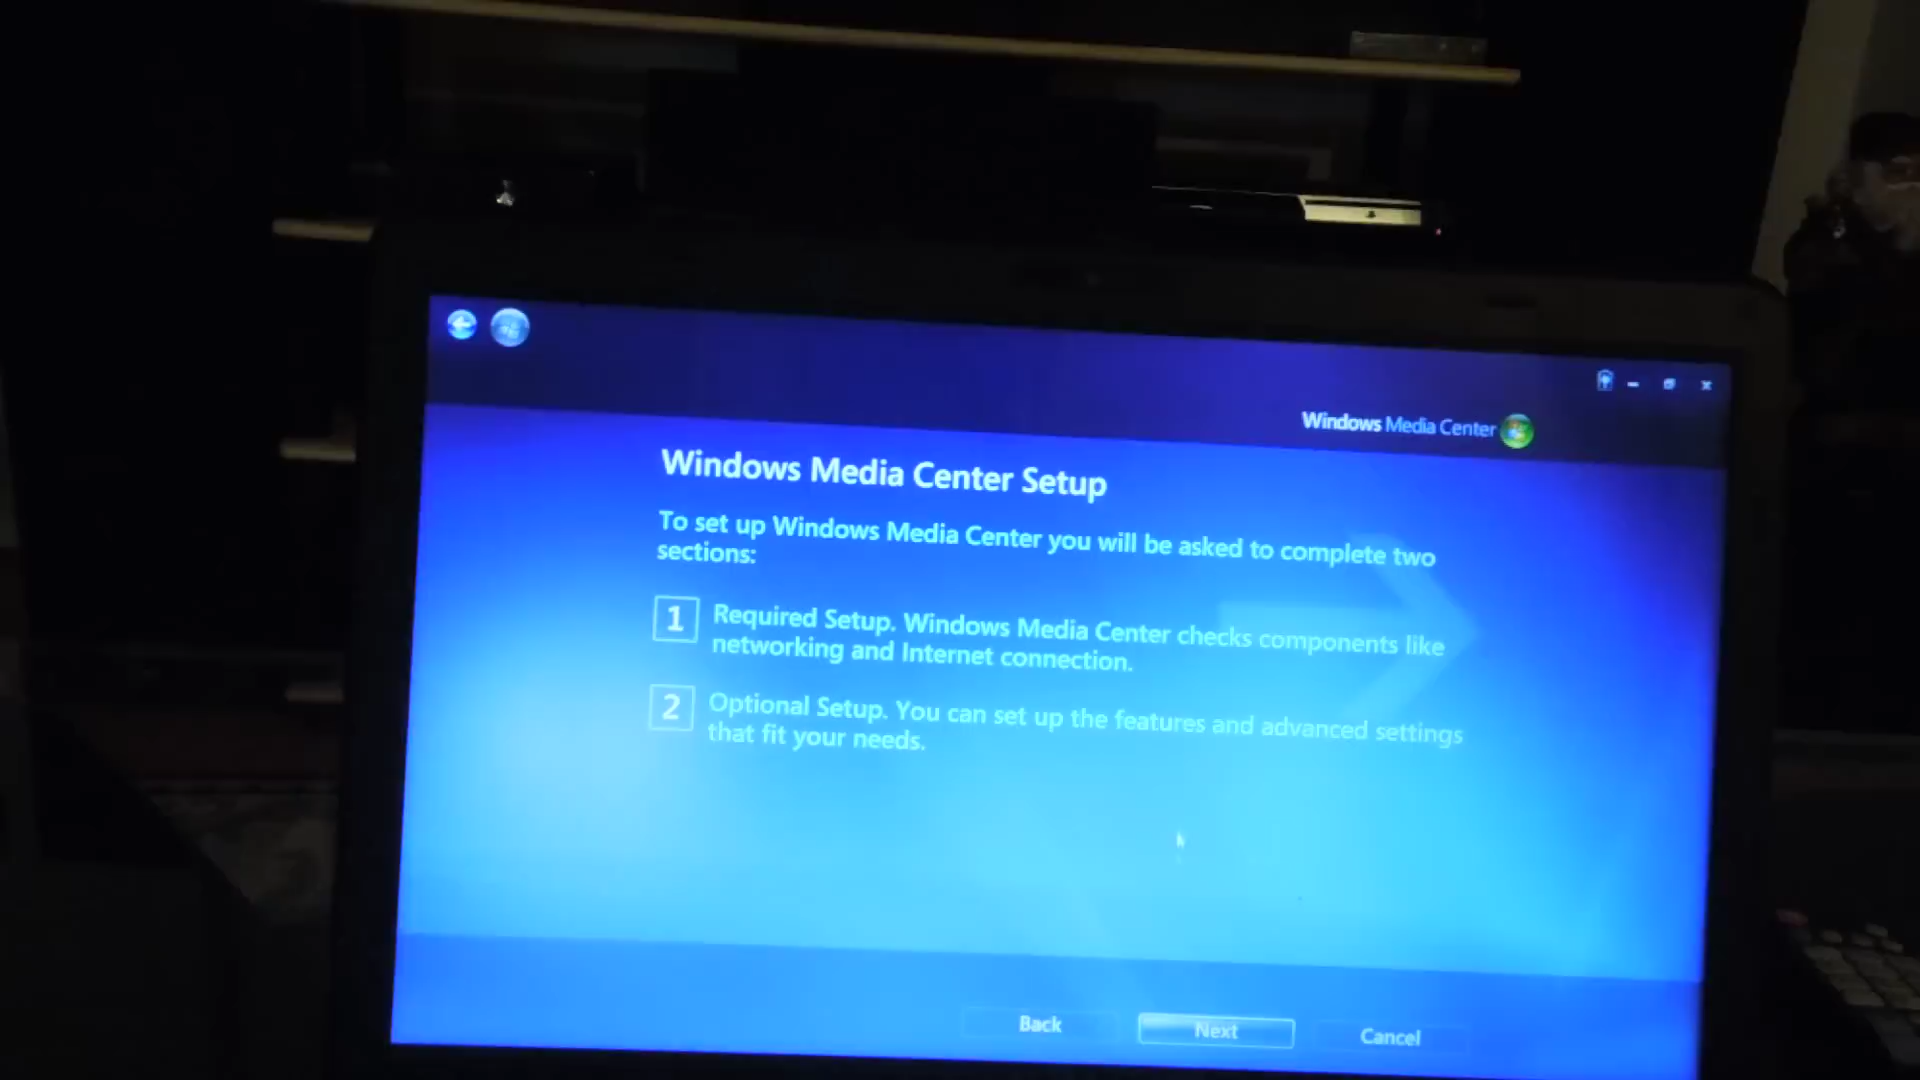 Windows Media Center
Windows Media Center Setup
To set up Windows Media Center you will be asked to complete two
sections:
1 Required Setup. Windows Media Center checks components like
networking and Internet connection.
2 Optional Setup. You can set up the features and advanced settings
that fit your needs.
Back Next Cancel